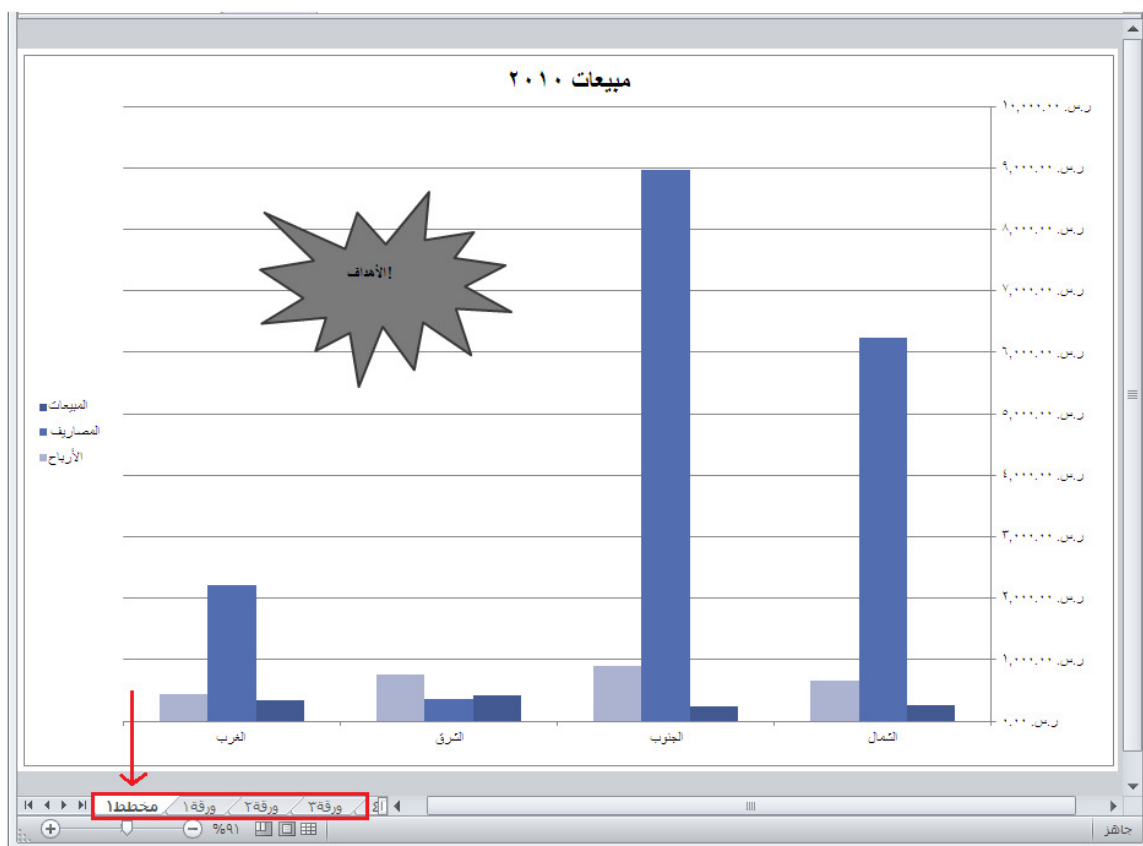 مبيعات ٢٠١٠
ر.س. ١٠,٠٠٠.٠٠
ر.س. ٩,٠٠٠.٠٠
ر.س. ٨,٠٠٠.٠٠
ر.س. ٧,٠٠٠.٠٠
ر.س. ٦,٠٠٠.٠٠
ر.س. ٥,٠٠٠.٠٠
ر.س. ٤,٠٠٠.٠٠
ر.س. ٣,٠٠٠.٠٠
ر.س. ٢,٠٠٠.٠٠
ر.س. ١,٠٠٠.٠٠
ر.س. ٠.٠٠
الأهداف!
المبيعات
المصاريف
الأرباح
الشمال الجنوب الشرق الغرب
مخطط١ ورقة١ ورقة٢ ورقة٣
جاهز ٩١%